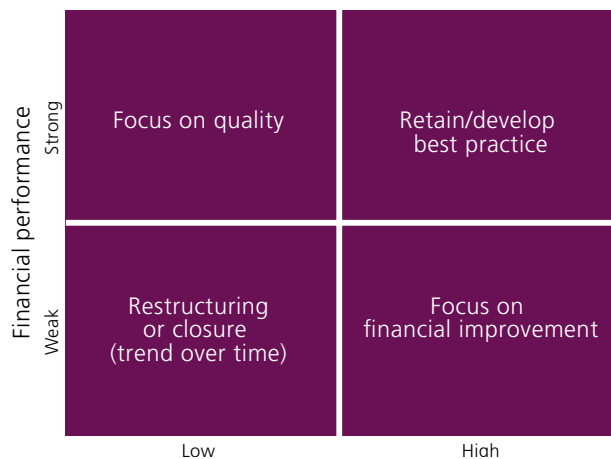 Financial performance
Strong
Focus on quality
Retain/develop
best practice
Weak
Restructuring
or closure
(trend over time)
Focus on
financial improvement
Low
High